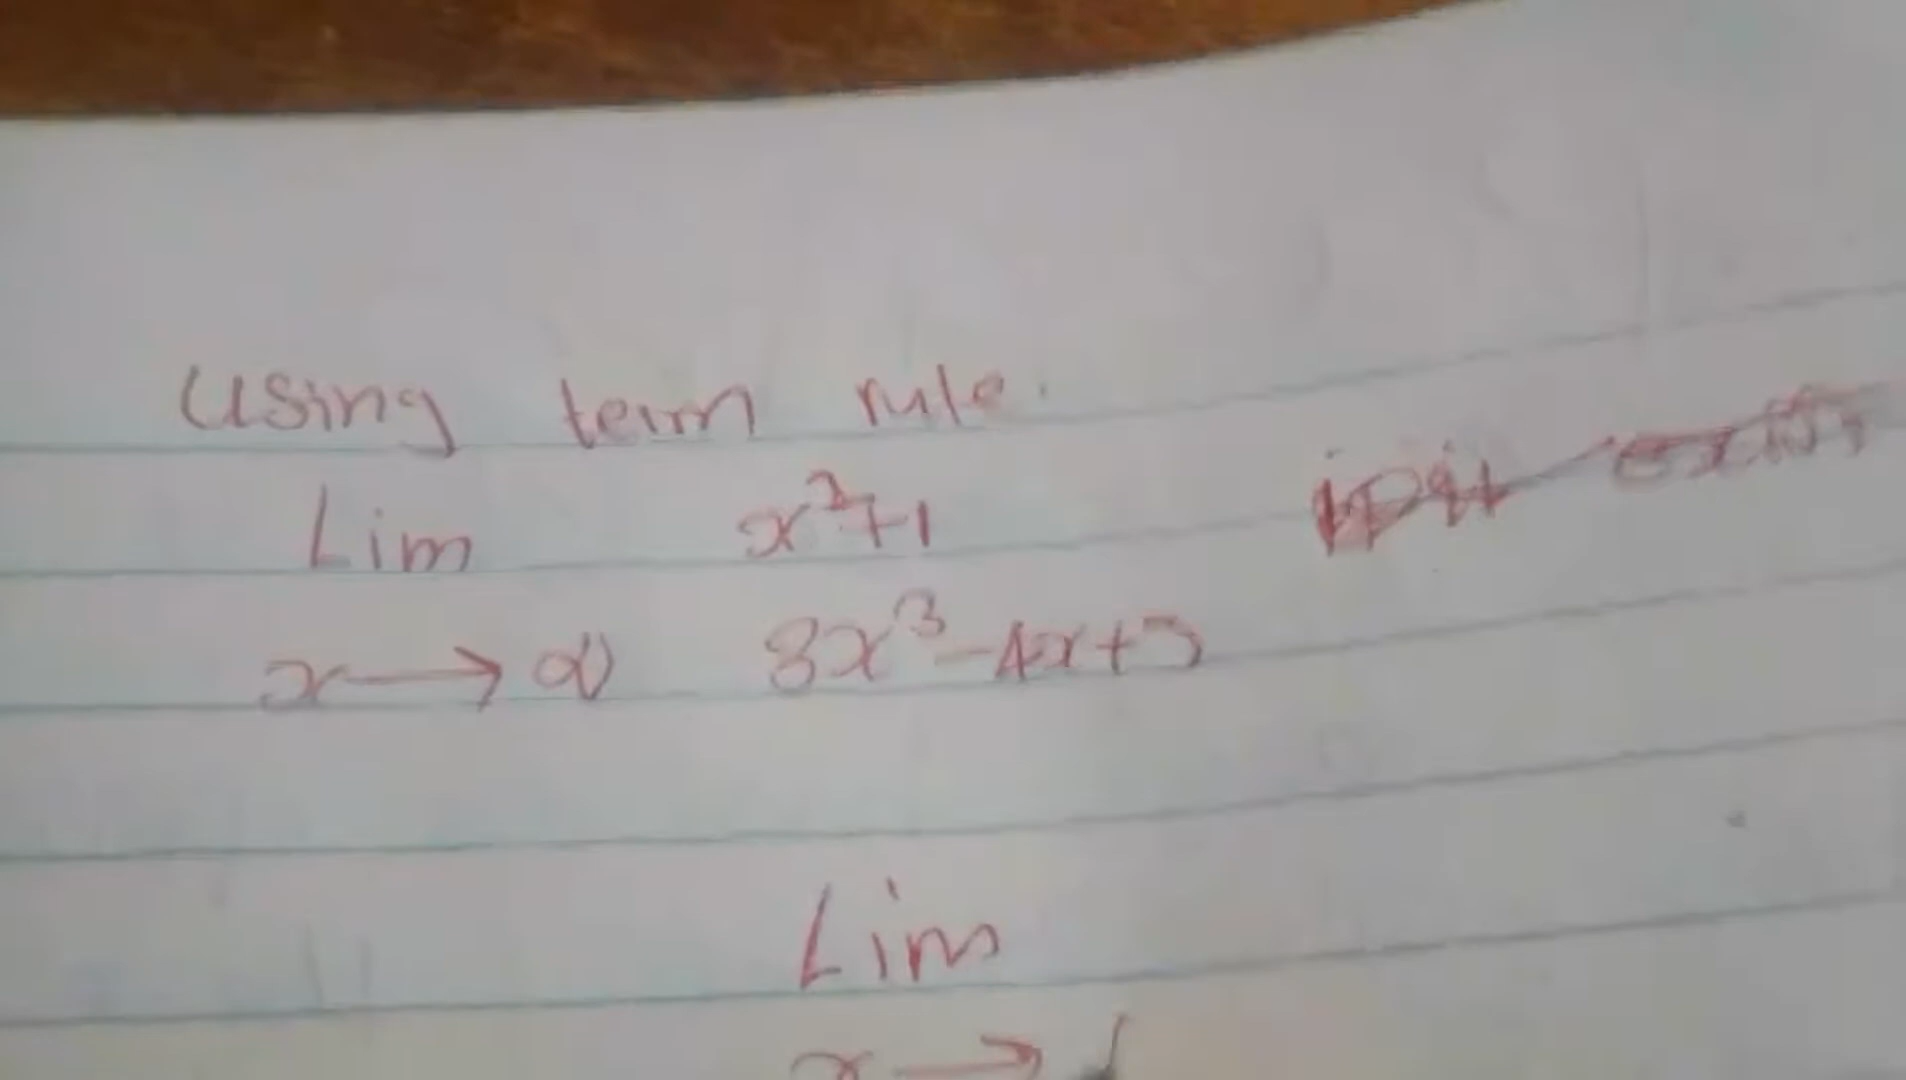 Using term rule.
Lim x²+1
x → ∞ 3x³-4x+5
Lim
x →